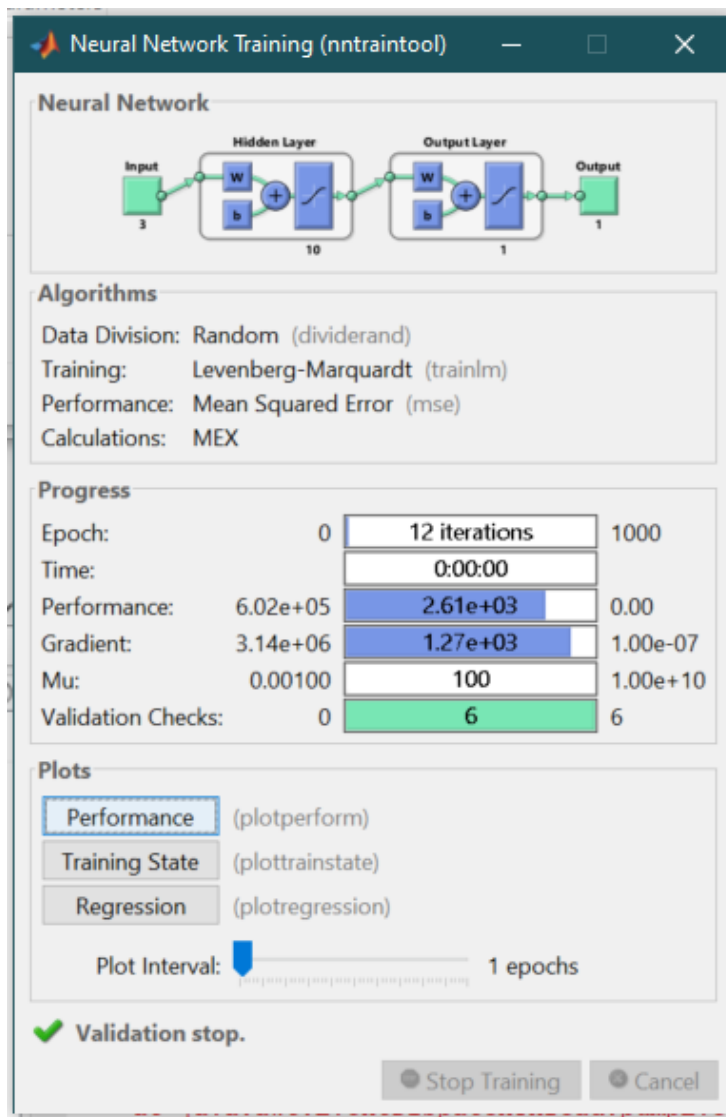 Neural Network Training (nntraintool)
Neural Network
Hidden Layer Output Layer
Input Output
W W
+ +
b b
3 1
10 1
Algorithms
Data Division: Random (dividerand)
Training: Levenberg-Marquardt (trainlm)
Performance: Mean Squared Error (mse)
Calculations: MEX
Progress
Epoch: 0 12 iterations 1000
Time: 0:00:00
Performance: 6.02e+05 2.61e+03 0.00
Gradient: 3.14e+06 1.27e+03 1.00e-07
Mu: 0.00100 100 1.00e+10
Validation Checks: 0 6 6
Plots
Performance (plotperform)
Training State (plottrainstate)
Regression (plotregression)
Plot Interval: 1 epochs
Validation stop.
Stop Training Cancel